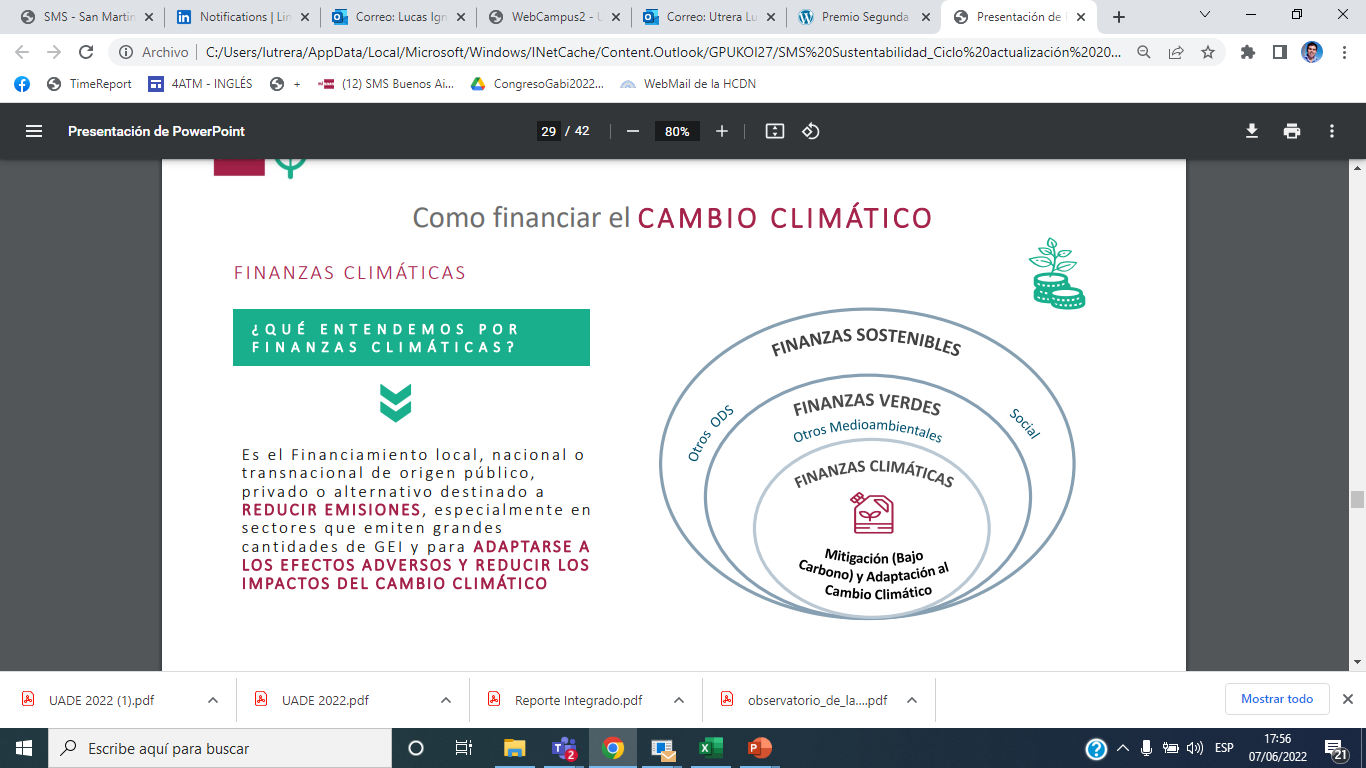 SMS - San Martin
Notifications | Lin
Correo: Lucas Ign
WebCampus2 - U
Correo: Utrera Lu
Premio Segunda
Presentación de
Archivo
C:/Users/lutrera/AppData/Local/Microsoft/Windows/INetCache/Content.Outlook/GPUKOI27/SMS%20Sustentabilidad_Ciclo%20actualización%2020...
TimeReport
4ATM - INGLÉS
+
(12) SMS Buenos Ai...
CongresoGabi2022...
WebMail de la HCDN
Presentación de PowerPoint
29 / 42
80%
Como financiar el CAMBIO CLIMÁTICO
FINANZAS CLIMÁTICAS
¿QUÉ ENTENDEMOS POR
FINANZAS CLIMÁTICAS?
Es el Financiamiento local, nacional o
transnacional de origen público,
privado o alternativo destinado a
REDUCIR EMISIONES, especialmente en
sectores que emiten grandes
cantidades de GEI y para ADAPTARSE A
LOS EFECTOS ADVERSOS Y REDUCIR LOS
IMPACTOS DEL CAMBIO CLIMÁTICO
FINANZAS SOSTENIBLES
Otros ODS
Social
FINANZAS VERDES
Otros Medioambientales
FINANZAS CLIMÁTICAS
Mitigación (Bajo
Carbono) y Adaptación al
Cambio Climático
UADE 2022 (1).pdf
UADE 2022.pdf
Reporte Integrado.pdf
observatorio_de_la....pdf
Mostrar todo
Escribe aquí para buscar
2
ESP
17:56
07/06/2022
21